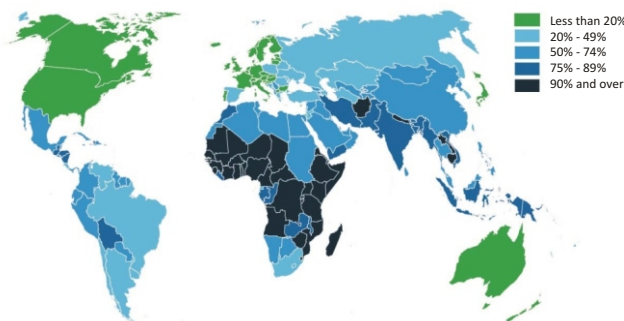 Less than 20%
20% - 49%
50% - 74%
75% - 89%
90% and over